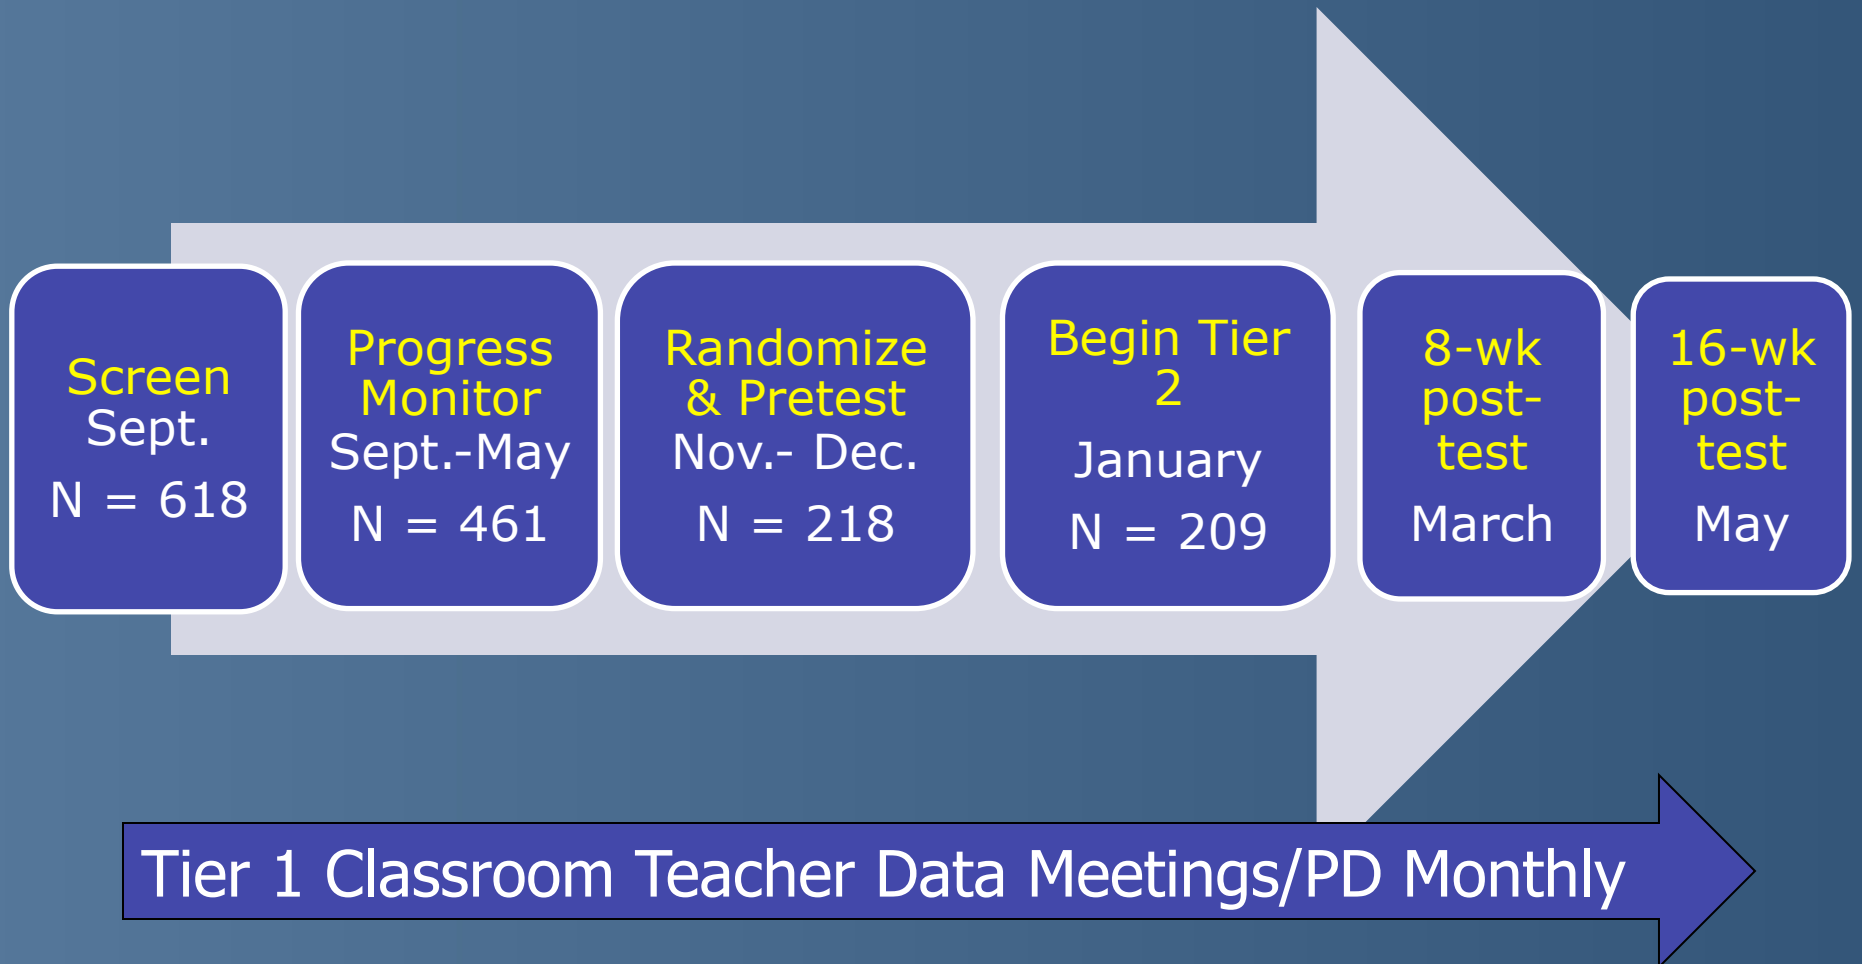 Screen
Sept.
N = 618
Progress
Monitor
Sept.-May
N = 461
Randomize
& Pretest
Nov.- Dec.
N = 218
Begin Tier
2
January
N = 209
8-wk
post-
test
March
16-wk
post-
test
May
Tier 1 Classroom Teacher Data Meetings/PD Monthly